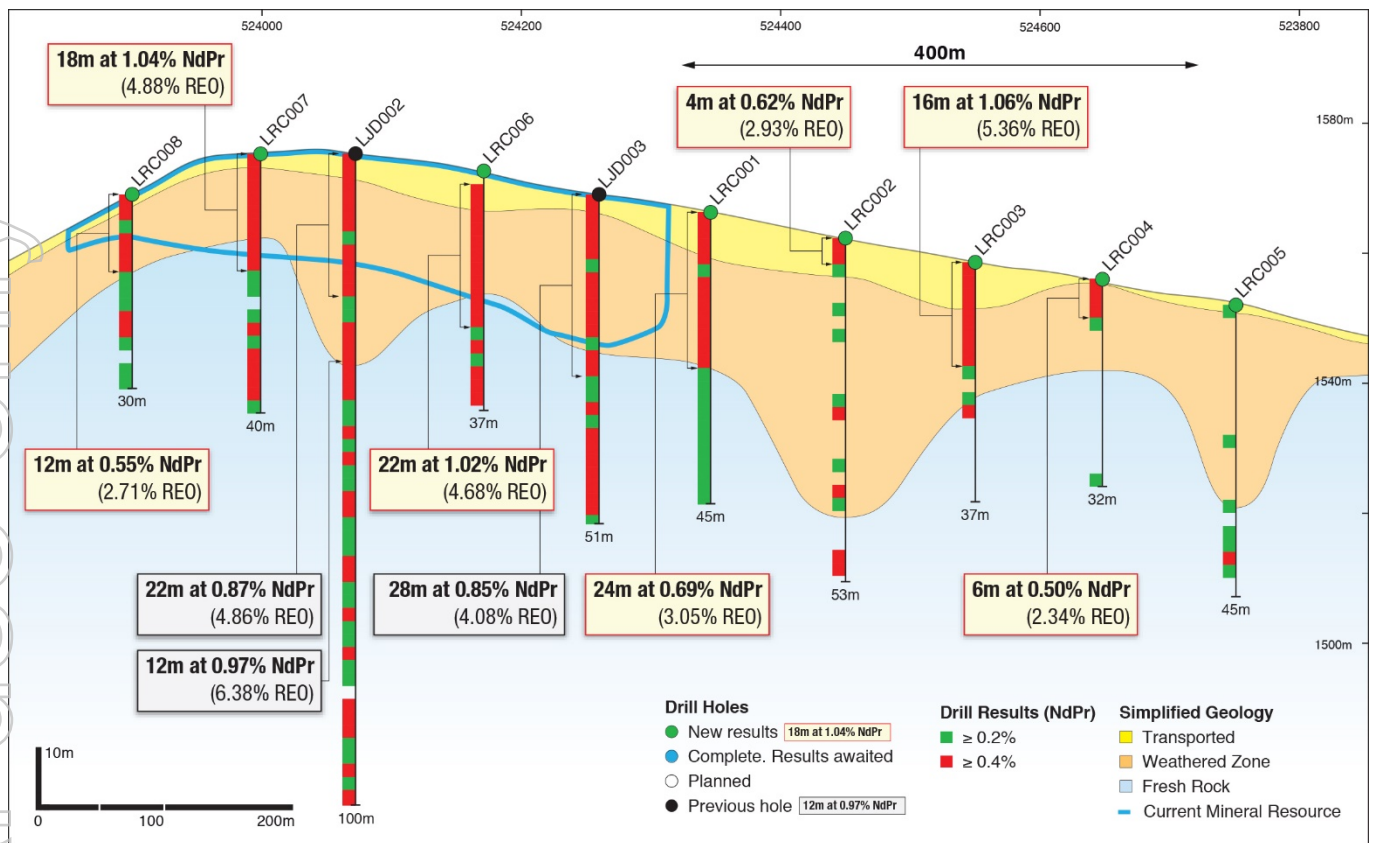 524000
524200
524400
524600
523800
400m
18m at 1.04% NdPr
(4.88% REO)
4m at 0.62% NdPr
(2.93% REO)
16m at 1.06% NdPr
(5.36% REO)
1580m
LRC008
LRC007
LJD002
LRC006
LJD003
LRC001
LRC002
LRC003
LRC004
LRC005
1540m
30m
40m
37m
51m
45m
53m
37m
32m
45m
100m
12m at 0.55% NdPr
(2.71% REO)
22m at 1.02% NdPr
(4.68% REO)
22m at 0.87% NdPr
(4.86% REO)
28m at 0.85% NdPr
(4.08% REO)
24m at 0.69% NdPr
(3.05% REO)
6m at 0.50% NdPr
(2.34% REO)
12m at 0.97% NdPr
(6.38% REO)
1500m
Drill Holes
New results 18m at 1.04% NdPr
Complete. Results awaited
Planned
Previous hole 12m at 0.97% NdPr
Drill Results (NdPr)
≥ 0.2%
≥ 0.4%
Simplified Geology
Transported
Weathered Zone
Fresh Rock
Current Mineral Resource
10m
0 100 200m